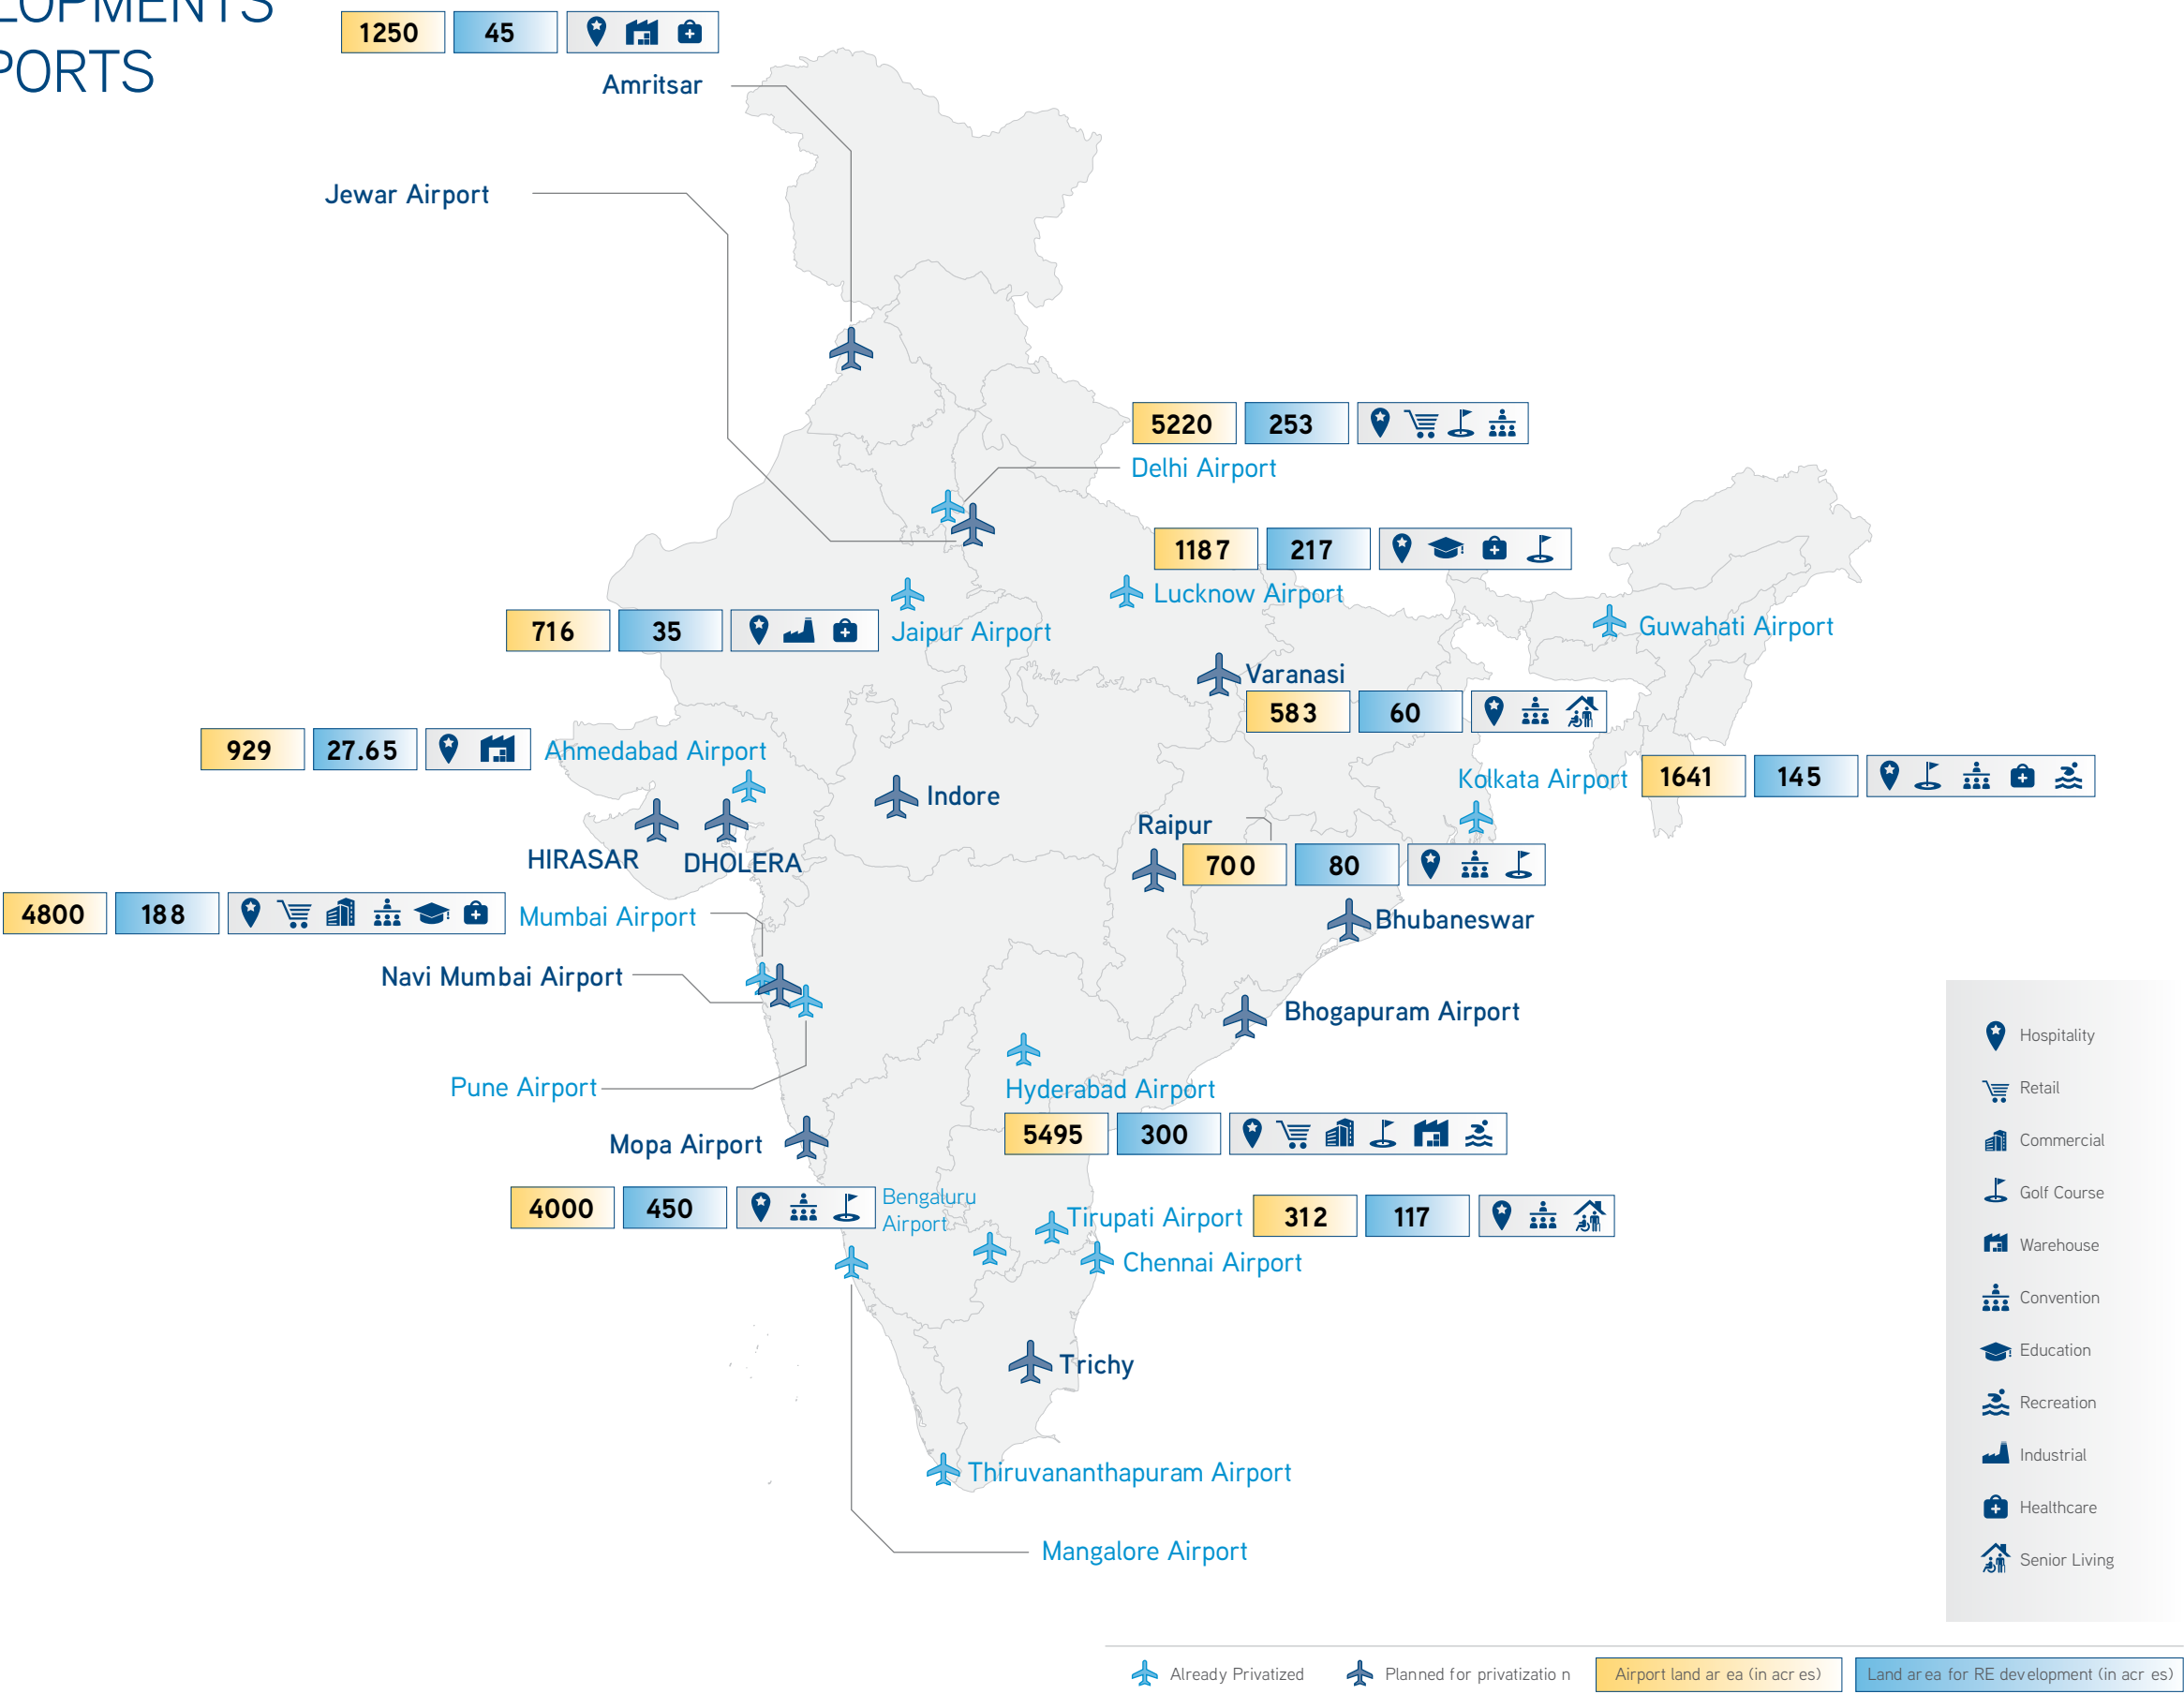 LOPMENTS
PORTS
1250 45
Amritsar
Jewar Airport
5220 253
Delhi Airport
1187 217
Lucknow Airport
716 35 Jaipur Airport
Guwahati Airport
Varanasi
583 60
929 27.65 Ahmedabad Airport
Kolkata Airport 1641 145
Indore
Raipur
700 80
HIRASAR
DHOLERA
4800 188 Mumbai Airport
Bhubaneswar
Navi Mumbai Airport
Bhogapuram Airport
Pune Airport
Hyderabad Airport
5495 300
Mopa Airport
4000 450 Bengaluru
Airport
Tirupati Airport 312 117
Chennai Airport
Trichy
Thiruvananthapuram Airport
Mangalore Airport
Hospitality
Retail
Commercial
Golf Course
Warehouse
Convention
Education
Recreation
Industrial
Healthcare
Senior Living
Already Privatized Planned for privatizatio n Airport land ar ea (in acr es) Land area for RE development (in acr es)